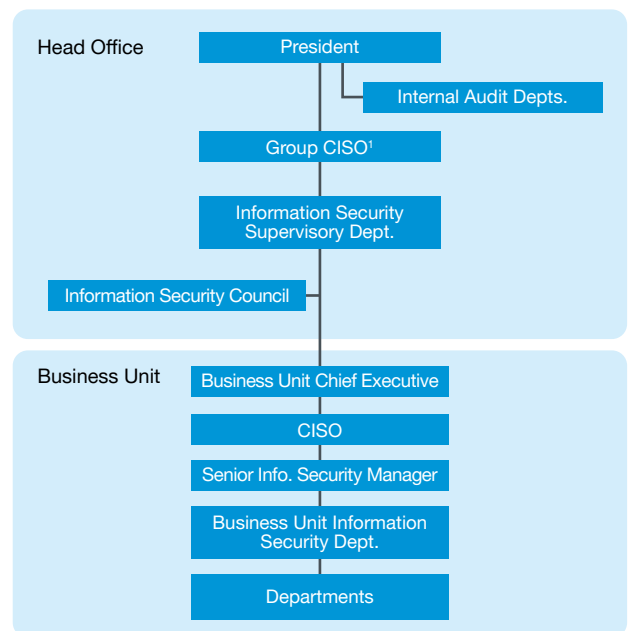 Head Office
President
Internal Audit Depts.
Group CISO¹
Information Security
Supervisory Dept.
Information Security Council
Business Unit
Business Unit Chief Executive
CISO
Senior Info. Security Manager
Business Unit Information
Security Dept.
Departments